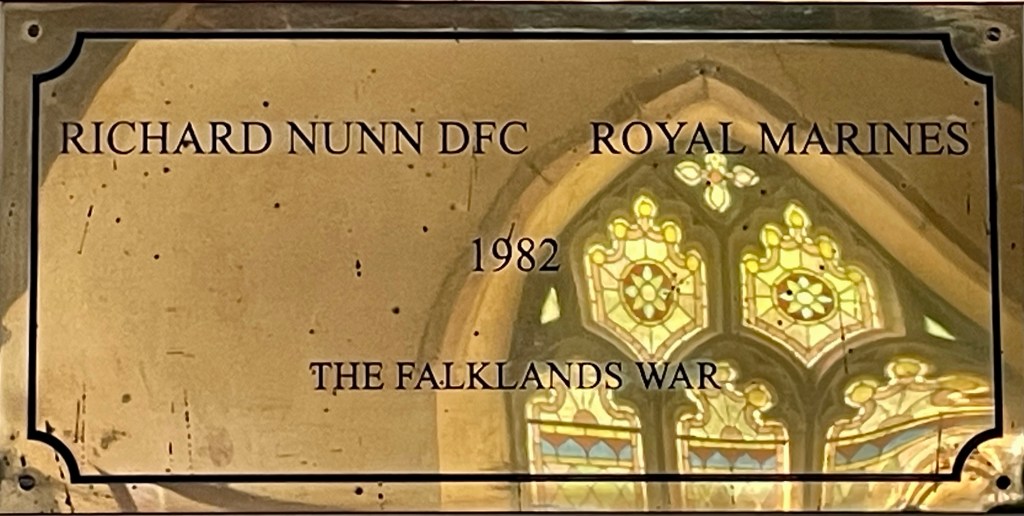 RICHARD NUNN DFC ROYAL MARINES
1982
THE FALKLANDS WAR